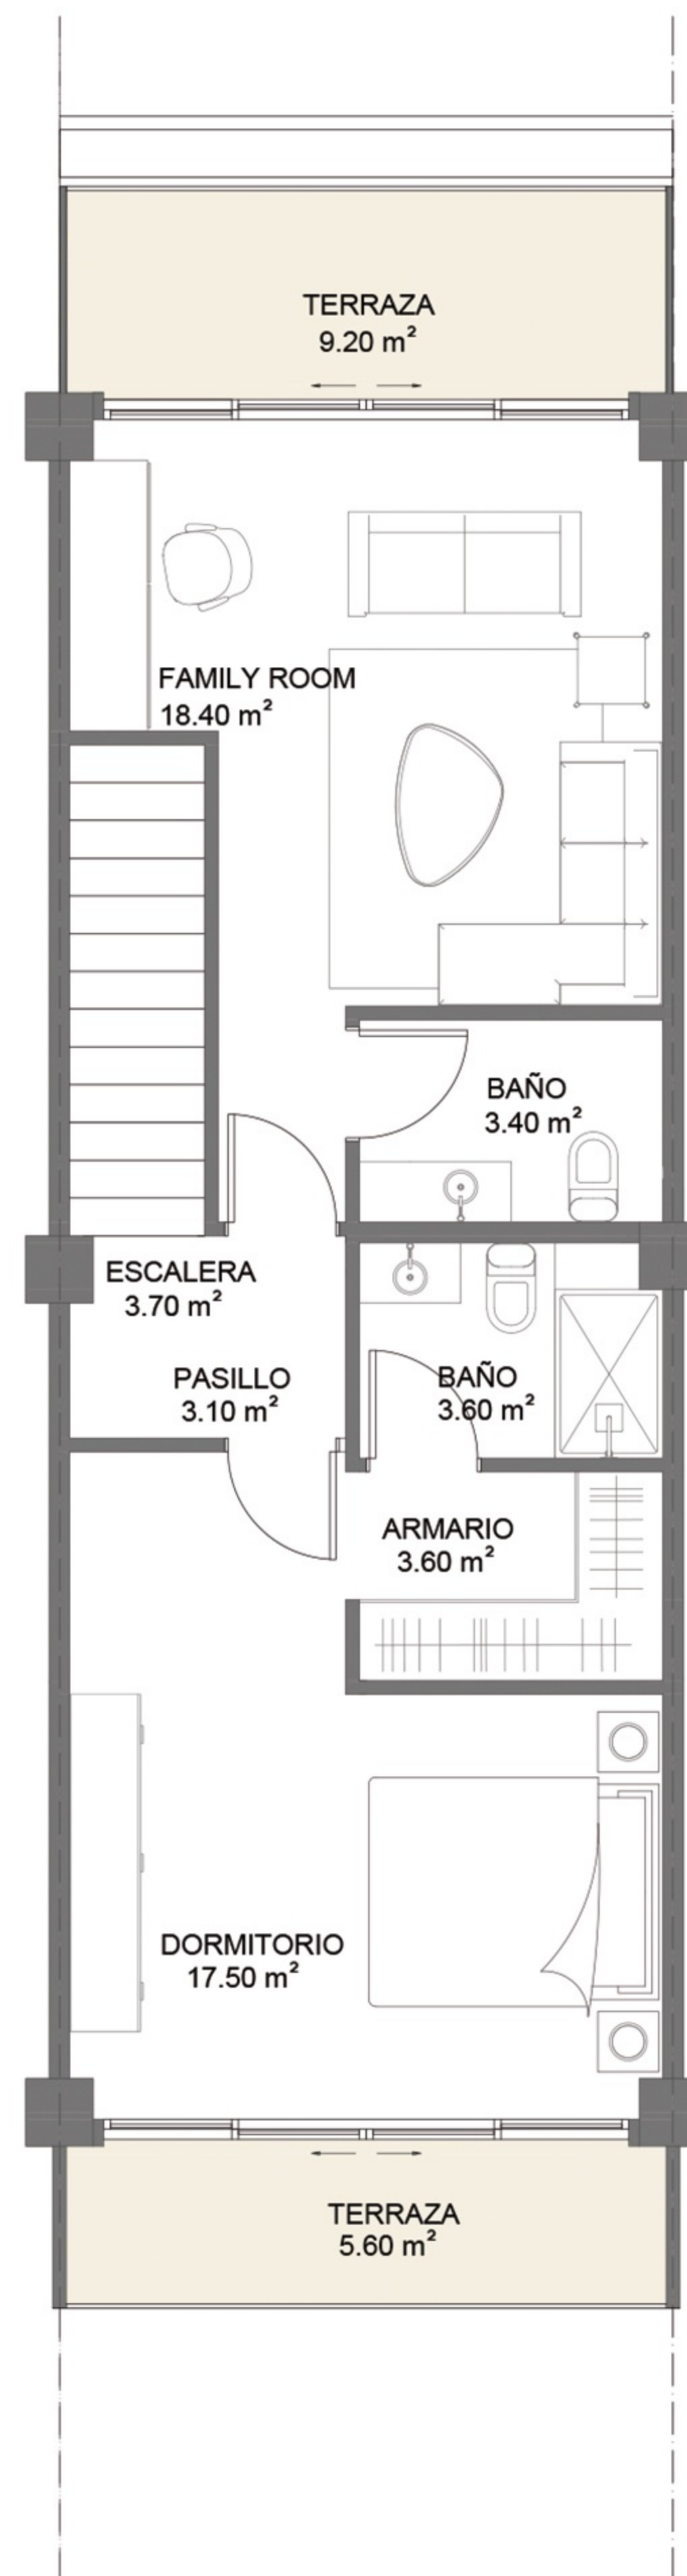 TERRAZA
9.20 m²
FAMILY ROOM
18.40 m²
BAÑO
3.40 m²
ESCALERA
3.70 m²
PASILLO
3.10 m²
BAÑO
3.60 m²
ARMARIO
3.60 m²
DORMITORIO
17.50 m²
TERRAZA
5.60 m²